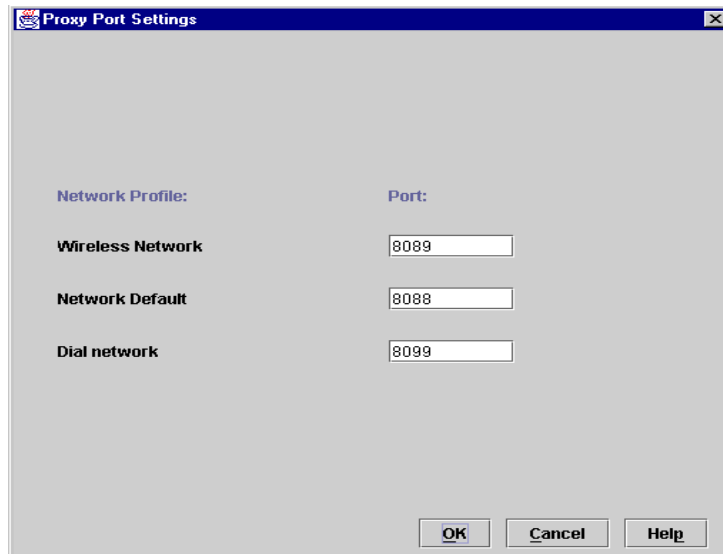 Proxy Port Settings
Network Profile: Port:
Wireless Network 8089
Network Default 8088
Dial network 8099
OK Cancel Help